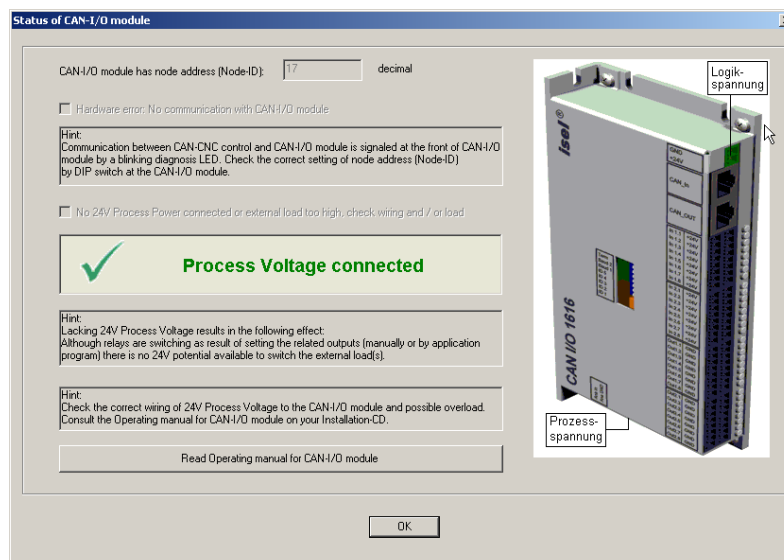 Status of CAN-I/O module
CAN-I/O module has node address (Node-ID):
17
decimal
Hardware error: No communication with CAN-I/O module
Hint:
Communication between CAN-CNC control and CAN-I/O module is signaled at the front of CAN-I/O
module by a blinking diagnosis LED. Check the correct setting of node address (Node-ID)
by DIP switch at the CAN-I/O module.
No 24V Process Power connected or external load too high, check wiring and / or load
Process Voltage connected
Hint:
Lacking 24V Process Voltage results in the following effect:
Although relays are switching as result of setting the related outputs (manually or by application
program) there is no 24V potential available to switch the external load(s).
Hint:
Check the correct wiring of 24V Process Voltage to the CAN-I/O module and possible overload.
Consult the Operating manual for CAN-I/O module on your Installation-CD.
Read Operating manual for CAN-I/O module
OK
Logik-
spannung
isel®
GND
+24V
CAN_In
CAN_OUT
CAN I/O 1616
Prozess-
spannung